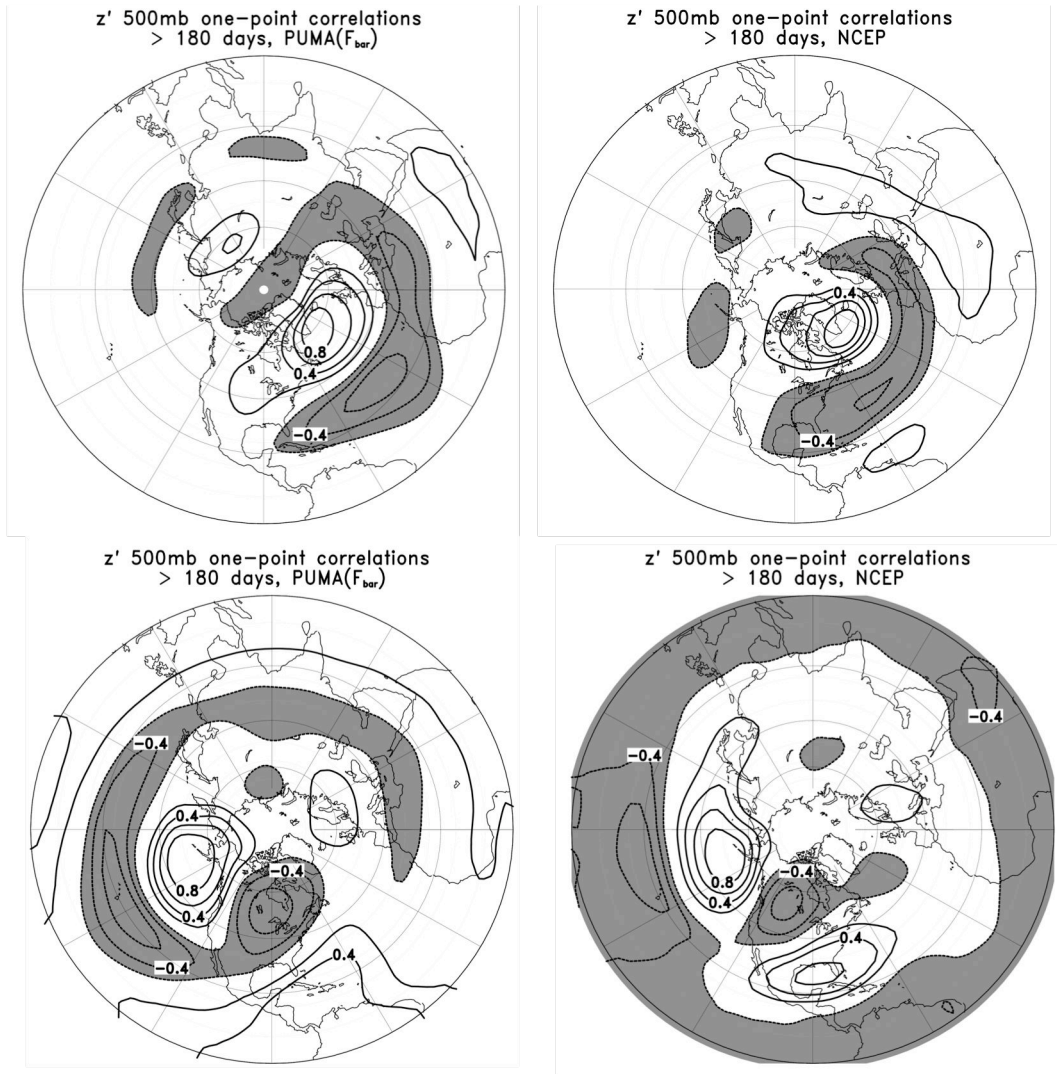 z' 500mb one-point correlations
> 180 days, PUMA(Fbar)
0.8
0.4
-0.4
z' 500mb one-point correlations
> 180 days, NCEP
0.4
-0.4
z' 500mb one-point correlations
> 180 days, PUMA(Fbar)
-0.4
0.4
0.8
0.4
-0.4
0.4
-0.4
z' 500mb one-point correlations
> 180 days, NCEP
-0.4
-0.4
0.8
0.4
-0.4
0.4